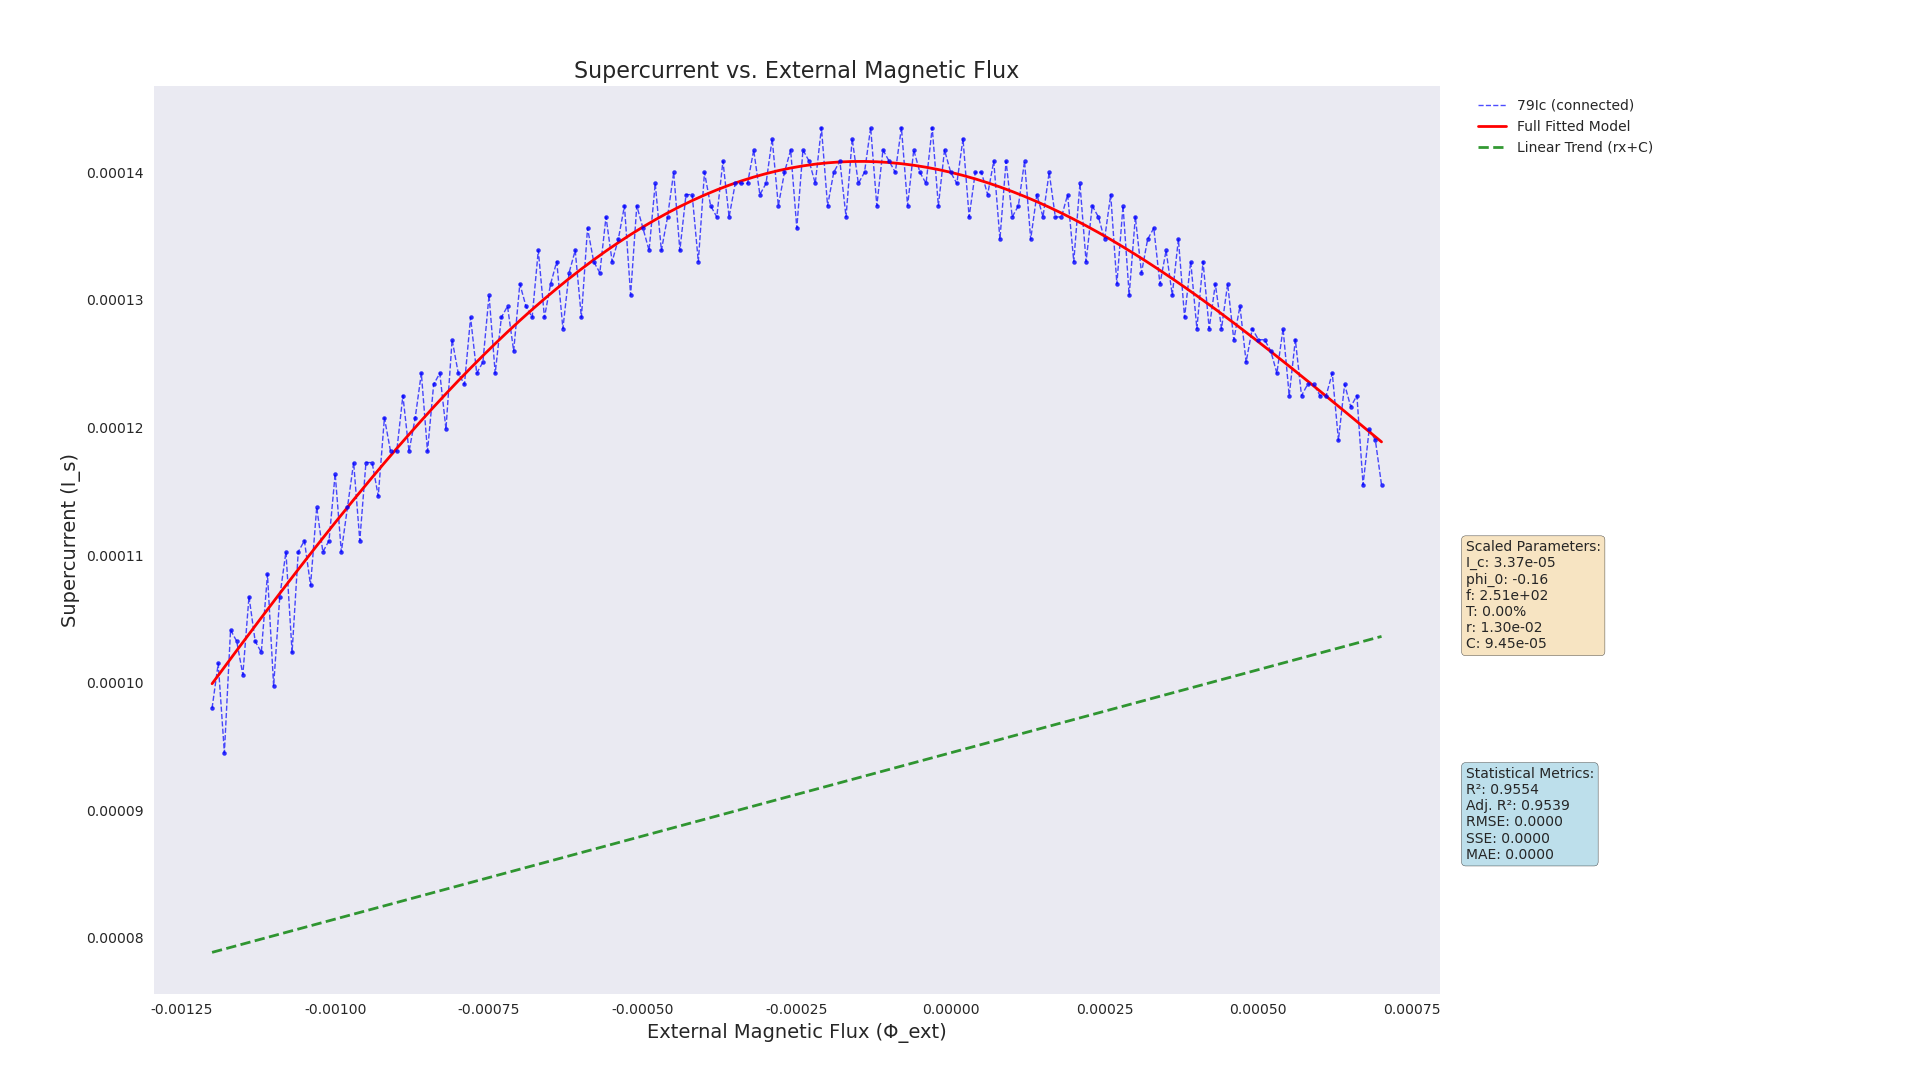 Supercurrent vs. External Magnetic Flux
79Ic (connected)
Full Fitted Model
Linear Trend (rx+C)
Supercurrent (I_s)
0.00014
0.00013
0.00012
0.00011
0.00010
0.00009
0.00008
Scaled Parameters:
I_c: 3.37e-05
phi_0: -0.16
f: 2.51e+02
T: 0.00%
r: 1.30e-02
C: 9.45e-05
Statistical Metrics:
R²: 0.9554
Adj. R²: 0.9539
RMSE: 0.0000
SSE: 0.0000
MAE: 0.0000
-0.00125 -0.00100 -0.00075 -0.00050 -0.00025 0.00000 0.00025 0.00050 0.00075
External Magnetic Flux (Φ_ext)